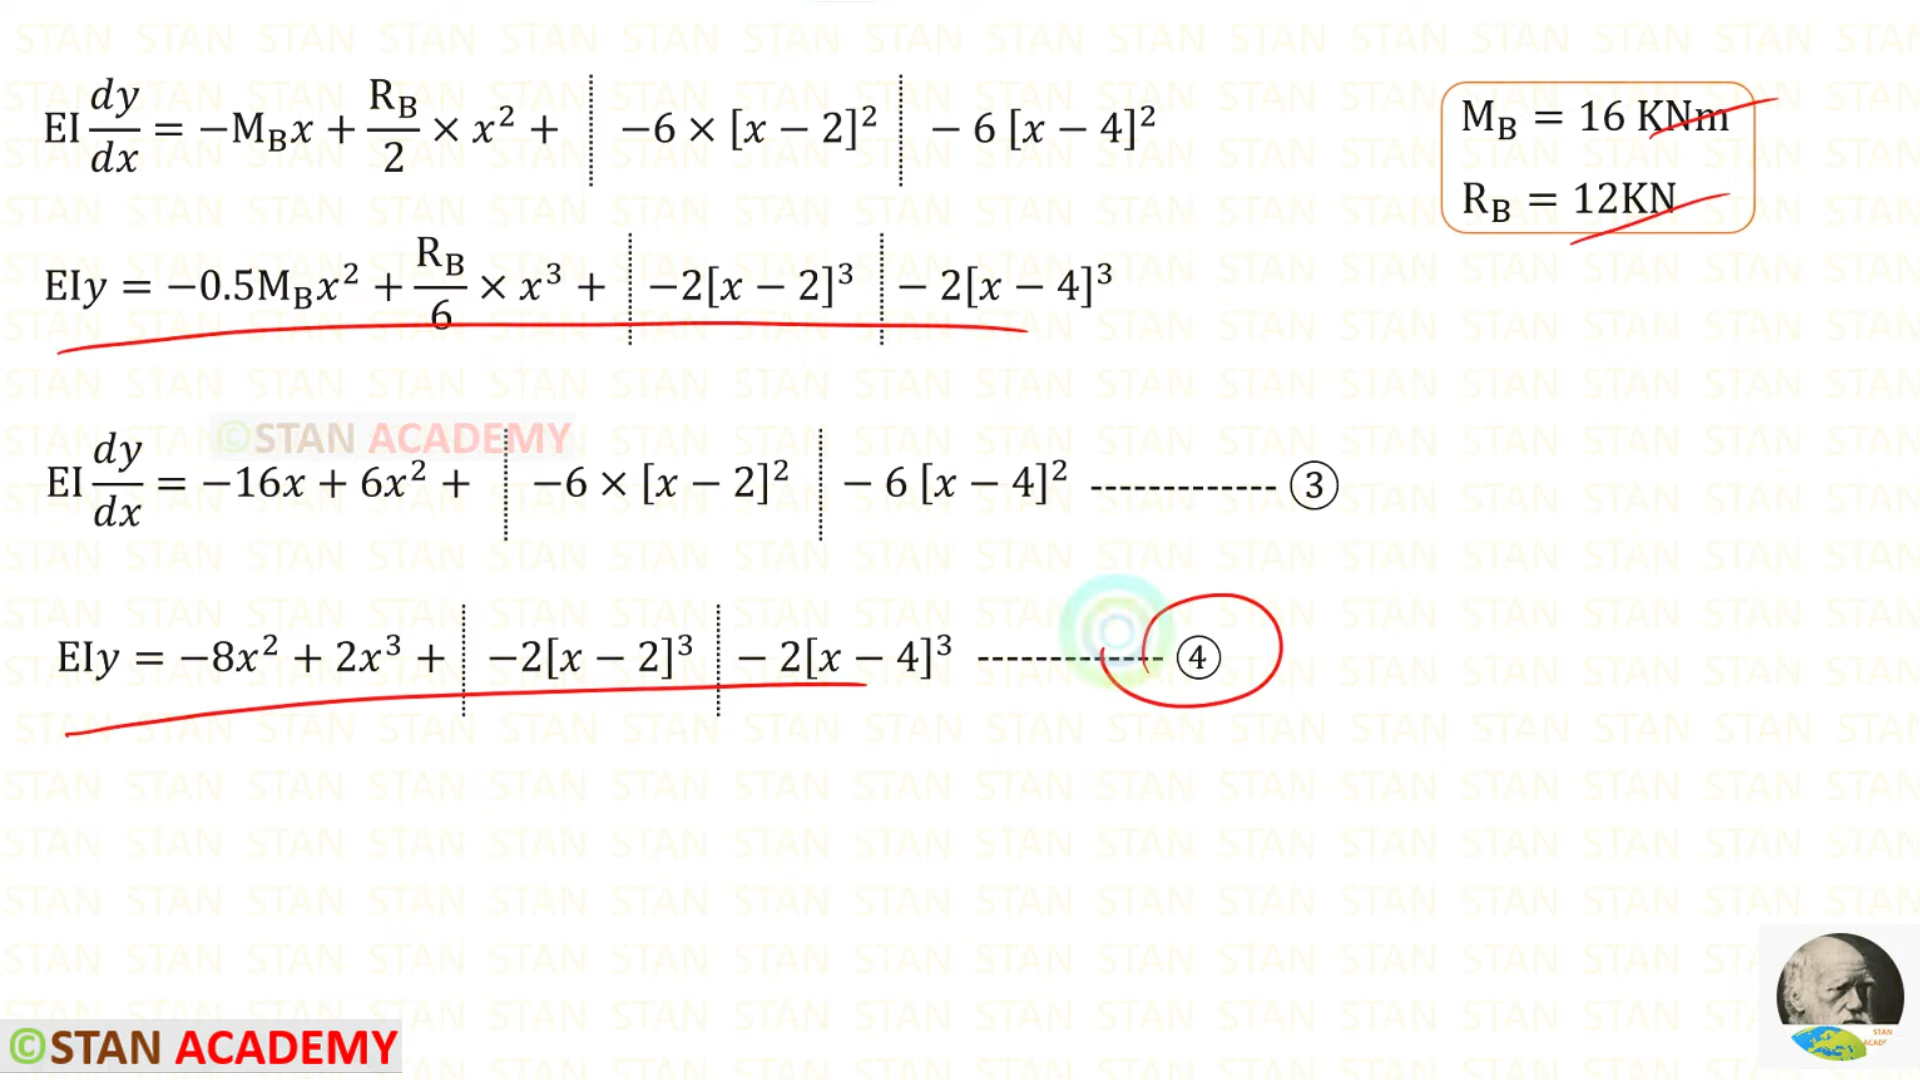 EI dy/dx = −M_B x + R_B/2 × x² + ⋮ −6 × [x − 2]² ⋮ − 6 [x − 4]²
M_B = 16 KNm
R_B = 12KN
EIy = −0.5M_B x² + R_B/6 × x³ + ⋮ −2[x − 2]³ ⋮ − 2[x − 4]³
©STAN ACADEMY
EI dy/dx = −16x + 6x² + ⋮ −6 × [x − 2]² ⋮ − 6 [x − 4]² ------------- ③
EIy = −8x² + 2x³ + ⋮ −2[x − 2]³ ⋮ − 2[x − 4]³ ------------- ④
©STAN ACADEMY
STAN